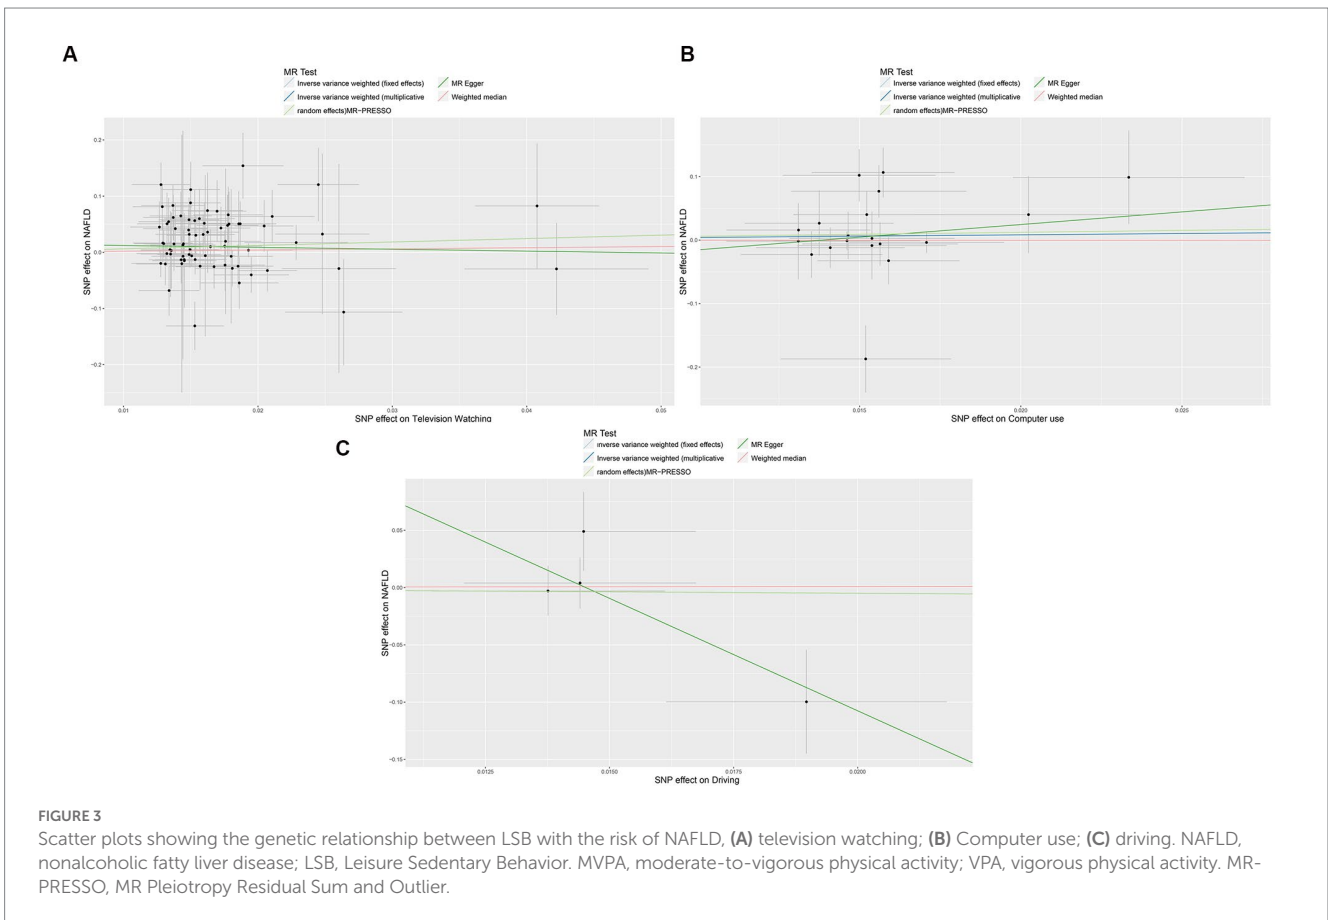 A
MR Test
Inverse variance weighted (fixed effects)
MR Egger
Inverse variance weighted (multiplicative
Weighted median
random effects)MR−PRESSO
0.2
0.1
0.0
−0.1
−0.2
SNP effect on NAFLD
0.01
0.02
0.03
0.04
0.05
SNP effect on Television Watching
B
MR Test
Inverse variance weighted (fixed effects)
MR Egger
Inverse variance weighted (multiplicative
Weighted median
random effects)MR−PRESSO
0.1
0.0
−0.1
−0.2
SNP effect on NAFLD
0.015
0.020
0.025
SNP effect on Computer use
C
MR Test
Inverse variance weighted (fixed effects)
MR Egger
Inverse variance weighted (multiplicative
Weighted median
random effects)MR−PRESSO
0.05
0.00
−0.05
−0.10
−0.15
SNP effect on NAFLD
0.0125
0.0150
0.0175
0.0200
SNP effect on Driving
FIGURE 3
Scatter plots showing the genetic relationship between LSB with the risk of NAFLD, (A) television watching; (B) Computer use; (C) driving. NAFLD,
nonalcoholic fatty liver disease; LSB, Leisure Sedentary Behavior. MVPA, moderate-to-vigorous physical activity; VPA, vigorous physical activity. MR-
PRESSO, MR Pleiotropy Residual Sum and Outlier.